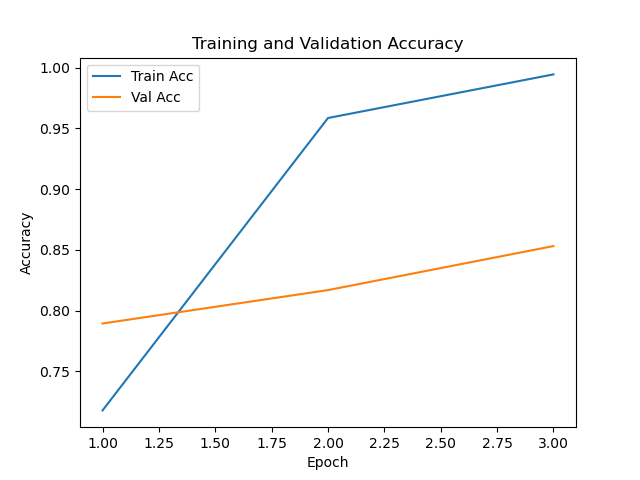 Training and Validation Accuracy
Train Acc
Val Acc
1.00
0.95
0.90
0.85
0.80
0.75
Accuracy
1.00 1.25 1.50 1.75 2.00 2.25 2.50 2.75 3.00
Epoch